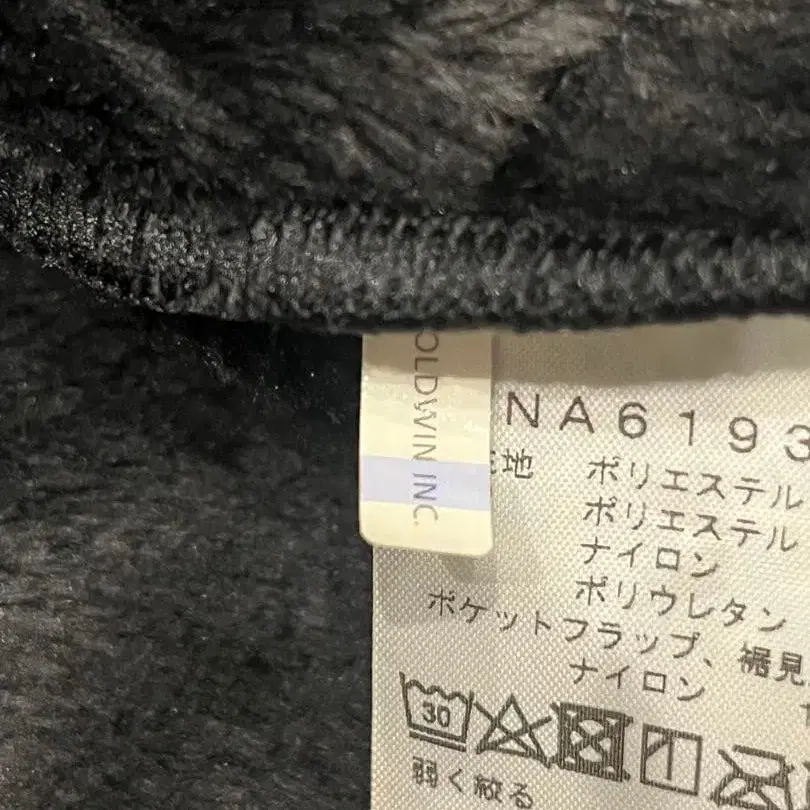 OLDWIN INC.
NA6193
地 ポリエステル
ポリエステル
ナイロン
ポリウレタン
ポケットフラップ、裾見
ナイロン
30
弱く絞る